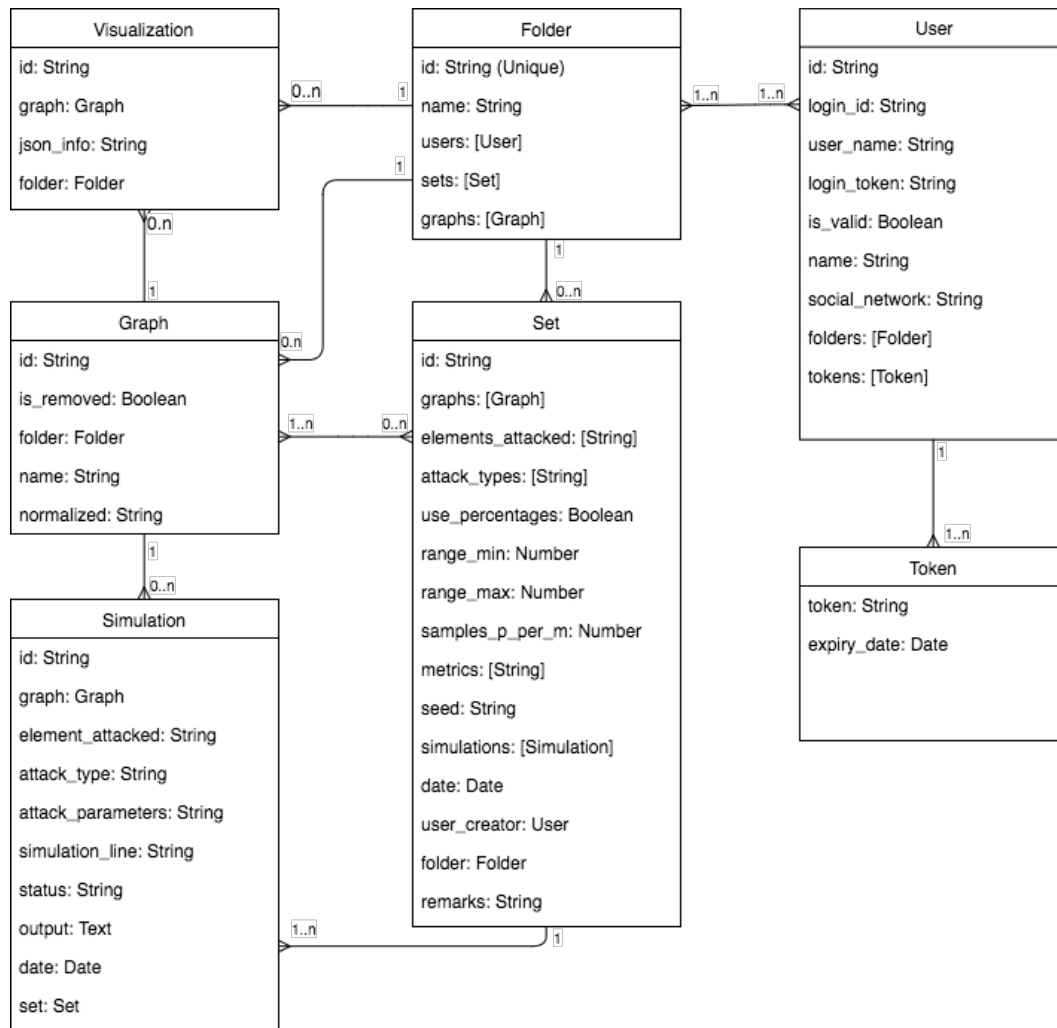 Visualization
id: String
graph: Graph
json_info: String
folder: Folder
0..n
1
Folder
id: String (Unique)
name: String
users: [User]
sets: [Set]
graphs: [Graph]
1..n
1..n
User
id: String
login_id: String
user_name: String
login_token: String
is_valid: Boolean
name: String
social_network: String
folders: [Folder]
tokens: [Token]
1
0.n
1
0.n
1
0..n
Graph
id: String
is_removed: Boolean
folder: Folder
name: String
normalized: String
1..n
0..n
Set
id: String
graphs: [Graph]
elements_attacked: [String]
attack_types: [String]
use_percentages: Boolean
range_min: Number
range_max: Number
samples_p_per_m: Number
metrics: [String]
seed: String
simulations: [Simulation]
date: Date
user_creator: User
folder: Folder
remarks: String
1
1..n
Token
token: String
expiry_date: Date
1
0..n
Simulation
id: String
graph: Graph
element_attacked: String
attack_type: String
attack_parameters: String
simulation_line: String
status: String
output: Text
date: Date
set: Set
1..n
1